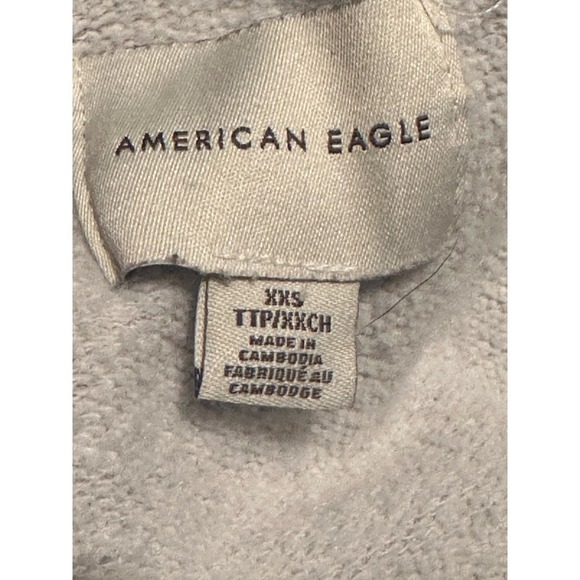 AMERICAN EAGLE
XXS
TTP/XXCH
MADE IN
CAMBODIA
FABRIQUÉ AU
CAMBODGE